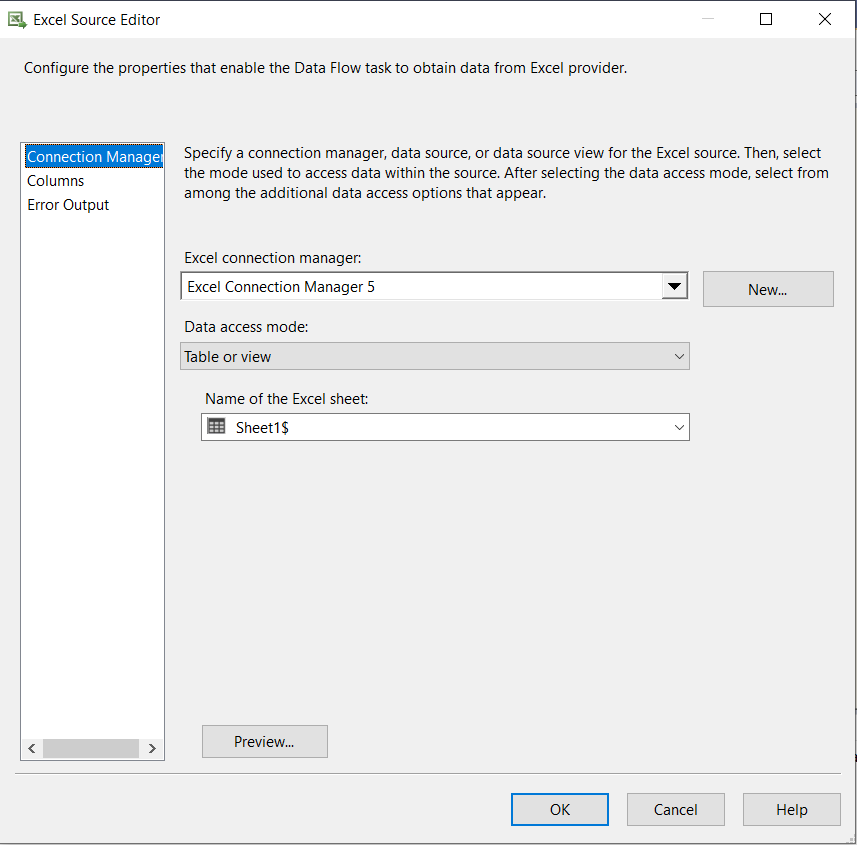 Excel Source Editor
Configure the properties that enable the Data Flow task to obtain data from Excel provider.
Connection Manager
Columns
Error Output
Specify a connection manager, data source, or data source view for the Excel source. Then, select
the mode used to access data within the source. After selecting the data access mode, select from
among the additional data access options that appear.
Excel connection manager:
Excel Connection Manager 5
New...
Data access mode:
Table or view
Name of the Excel sheet:
Sheet1$
Preview...
OK
Cancel
Help